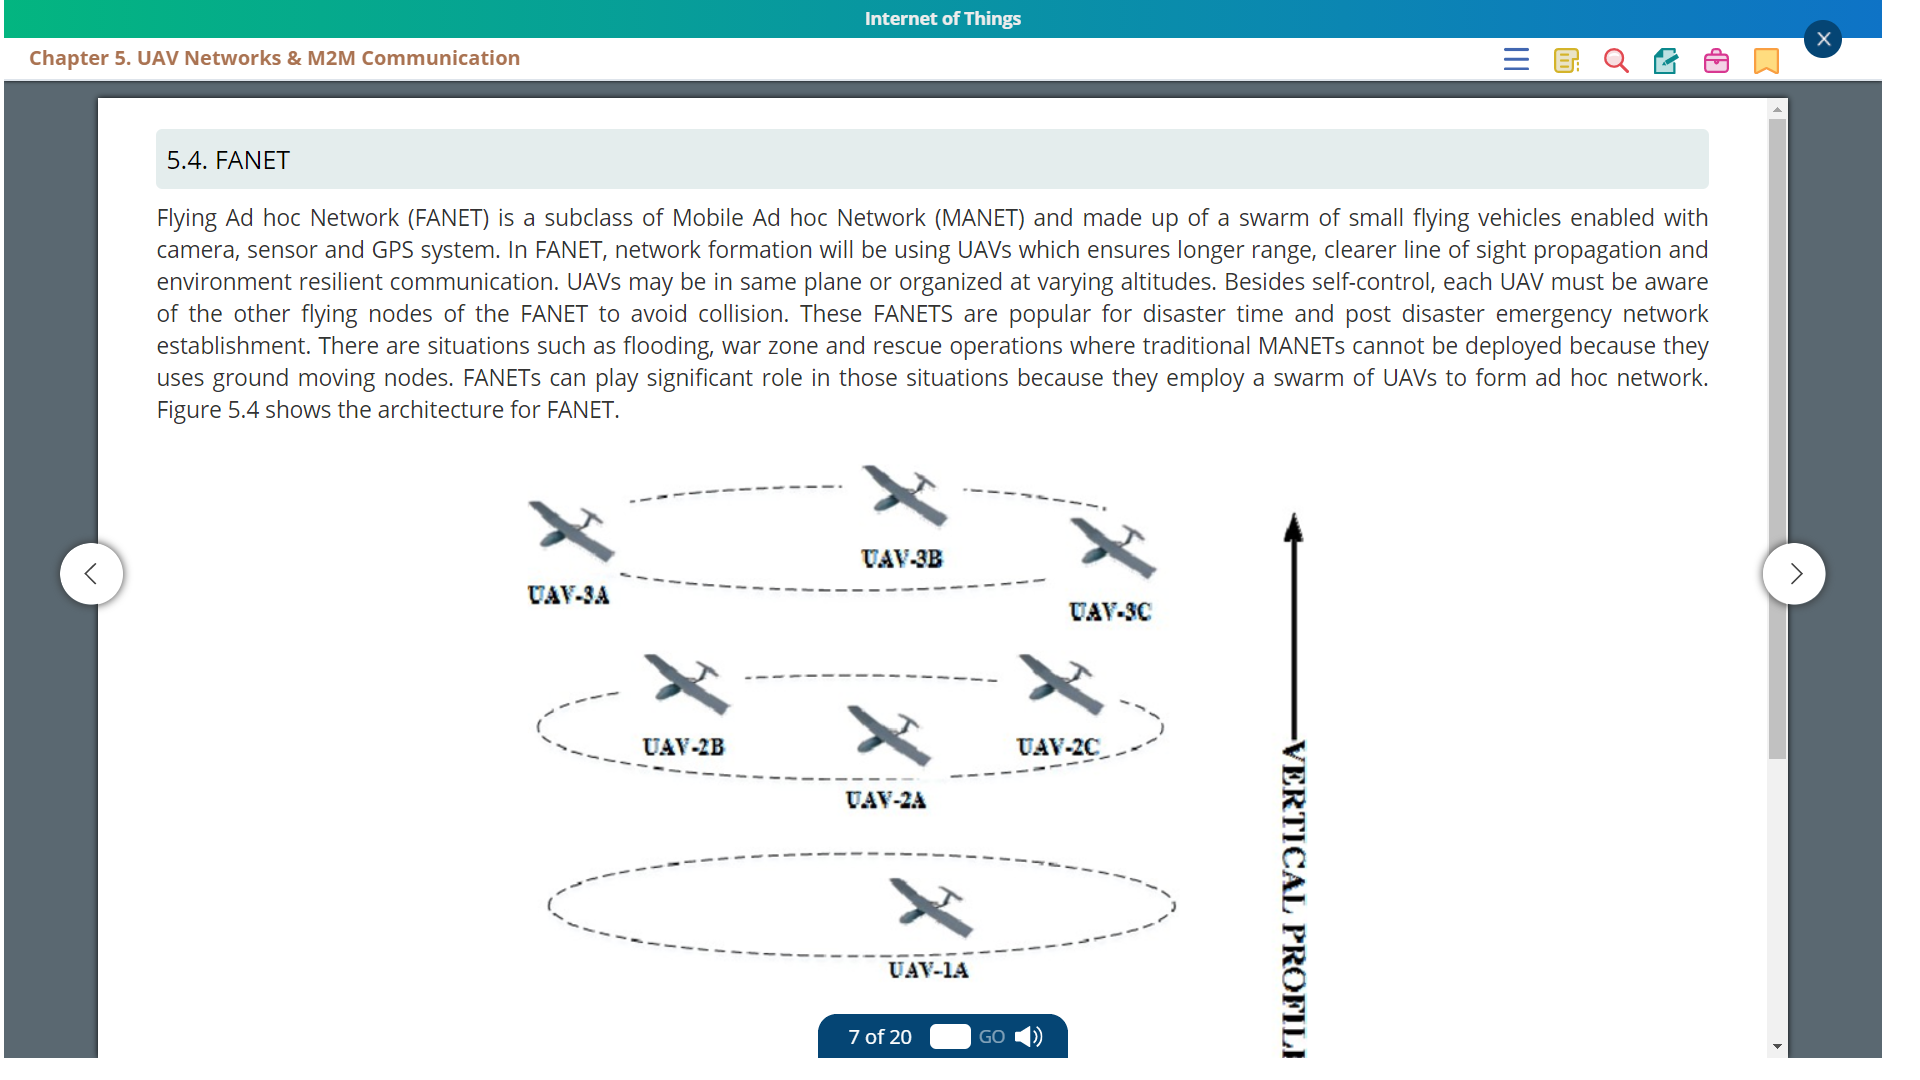 Internet of Things
Chapter 5. UAV Networks & M2M Communication
5.4. FANET
Flying Ad hoc Network (FANET) is a subclass of Mobile Ad hoc Network (MANET) and made up of a swarm of small flying vehicles enabled with
camera, sensor and GPS system. In FANET, network formation will be using UAVs which ensures longer range, clearer line of sight propagation and
environment resilient communication. UAVs may be in same plane or organized at varying altitudes. Besides self-control, each UAV must be aware
of the other flying nodes of the FANET to avoid collision. These FANETS are popular for disaster time and post disaster emergency network
establishment. There are situations such as flooding, war zone and rescue operations where traditional MANETs cannot be deployed because they
uses ground moving nodes. FANETs can play significant role in those situations because they employ a swarm of UAVs to form ad hoc network.
Figure 5.4 shows the architecture for FANET.
UAV-3B
UAV-3A
UAV-3C
UAV-2B
UAV-2C
UAV-2A
UAV-1A
VERTICAL
7 of 20
GO